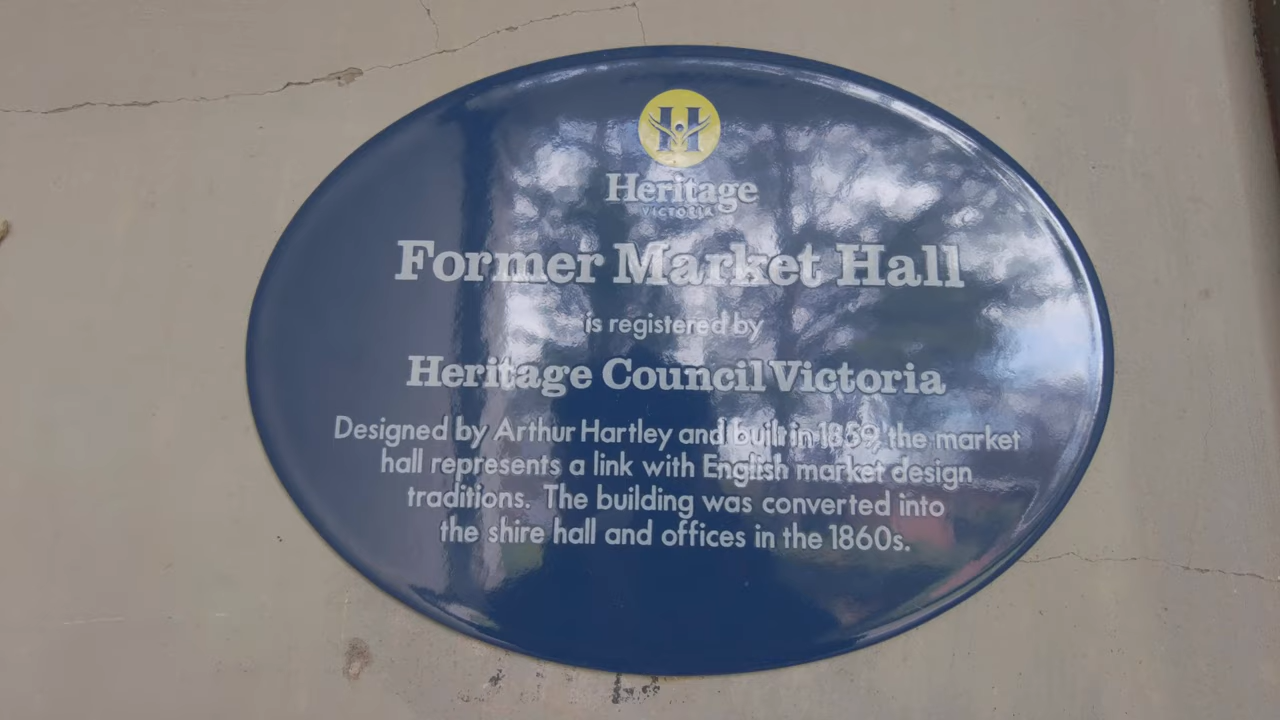 H
Heritage
VICTORIA
Former Market Hall
is registered by
Heritage Council Victoria
Designed by Arthur Hartley and built in 1859, the market
hall represents a link with English market design
traditions. The building was converted into
the shire hall and offices in the 1860s.